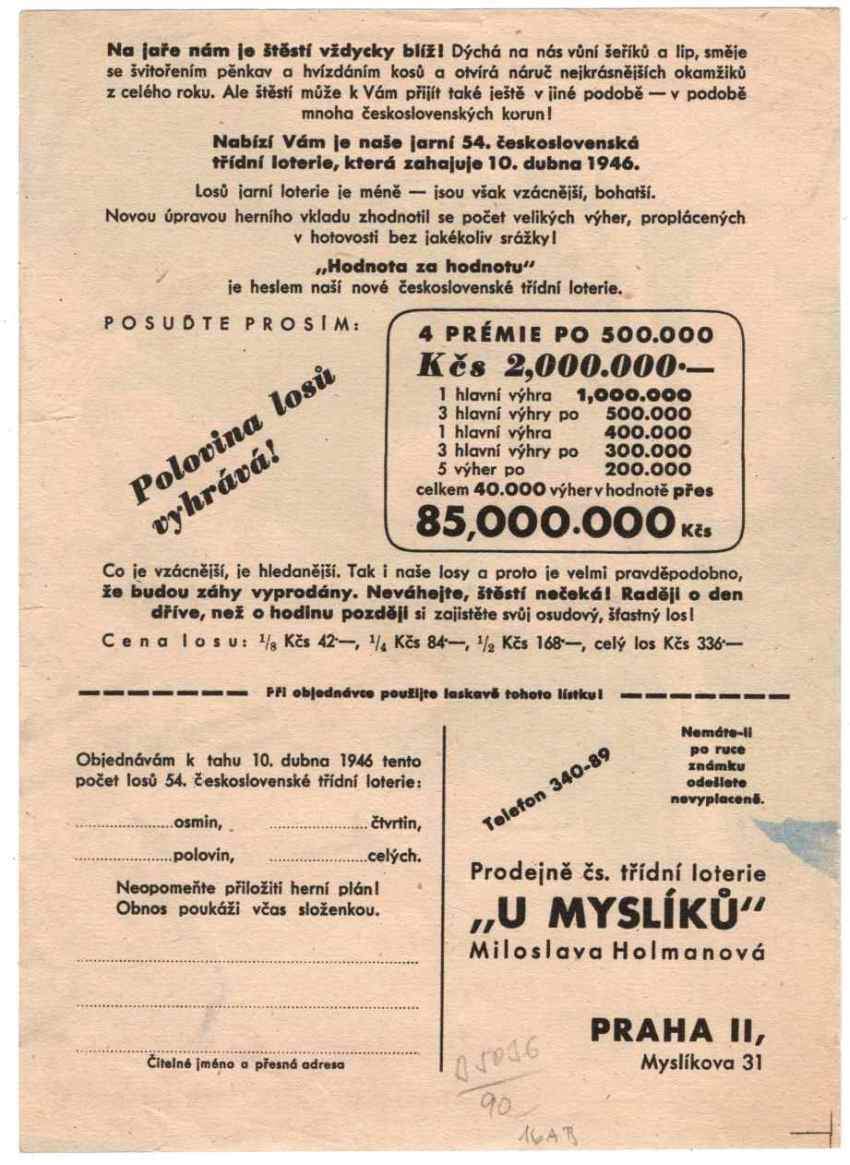 Na jaře nám je štěstí vždycky blíž! Dýchá na nás vůní šeříků a lip, směje
se švitořením pěnkav a hvízdáním kosů a otvírá náruč nejkrásnějších okamžiků
z celého roku. Ale štěstí může k Vám přijít také ještě v jiné podobě — v podobě
mnoha československých korun!
Nabízí Vám je naše jarní 54. československá
třídní loterie, která zahajuje 10. dubna 1946.
Losů jarní loterie je méně — jsou však vzácnější, bohatší.
Novou úpravou herního vkladu zhodnotil se počet velikých výher, proplácených
v hotovosti bez jakékoliv srážky!
„Hodnota za hodnotu"
je heslem naší nové československé třídní loterie.
POSUĎTE PROSÍM:
Polovina losů
vyhrává!
4 PRÉMIE PO 500.000
Kčs 2,000.000·—
1 hlavní výhra 1,000.000
3 hlavní výhry po 500.000
1 hlavní výhra 400.000
3 hlavní výhry po 300.000
5 výher po 200.000
celkem 40.000 výher v hodnotě přes
85,000.000 Kčs
Co je vzácnější, je hledanější. Tak i naše losy a proto je velmi pravděpodobno,
že budou záhy vyprodány. Neváhejte, štěstí nečeká! Raději o den
dříve, než o hodinu později si zajistěte svůj osudový, šťastný los!
Cena losu: 1/8 Kčs 42·—, 1/4 Kčs 84·—, 1/2 Kčs 168·—, celý los Kčs 336·—
Při objednávce použijte laskavě tohoto lístku!
Objednávám k tahu 10. dubna 1946 tento
počet losů 54. československé třídní loterie:
....................osmin, ....................čtvrtin,
....................polovin, ....................celých.
Neopomeňte přiložiti herní plán!
Obnos poukáži včas složenkou.
Čitelné jméno a přesná adresa
Telefon 340-89
Nemáte-li
po ruce
známku
odešlete
nevyplaceně.
Prodejně čs. třídní loterie
„U MYSLÍKŮ"
Miloslava Holmanová
PRAHA II,
Myslíkova 31
90
16AB